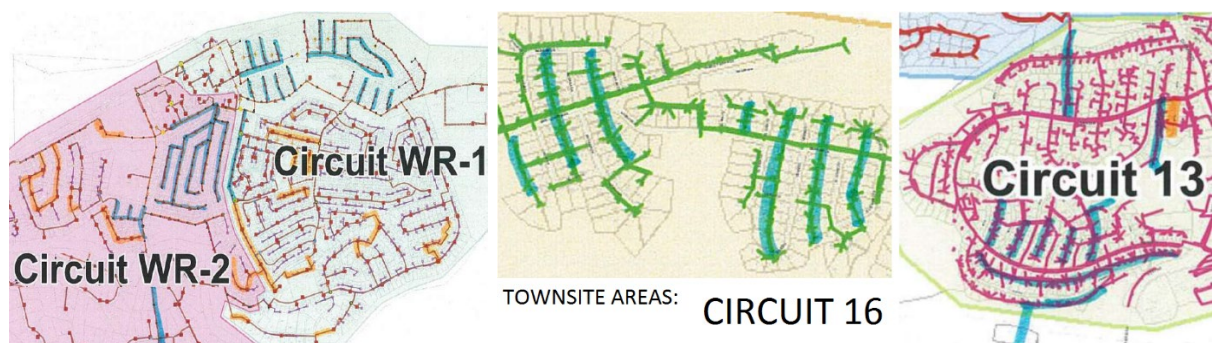 Circuit WR-1
Circuit WR-2
TOWNSITE AREAS:
CIRCUIT 16
Circuit 13